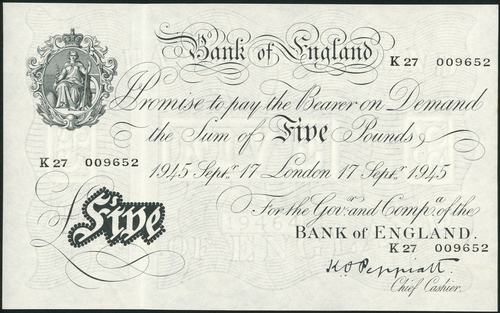 Bank of England K 27 009652
I Promise to pay the Bearer on Demand
the Sum of Five Pounds
K 27 009652
1945 Septr. 17 London 17 Septr. 1945
For the Govr. and Compa. of the
BANK of ENGLAND.
K 27 009652
£ Five
K O Peppiatt.
Chief Cashier.